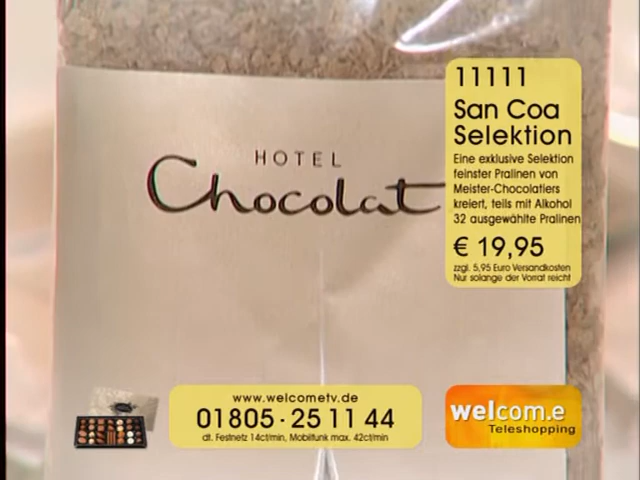 HOTEL
Chocolat
11111
San Coa
Selektion
Eine exklusive Selektion
feinster Pralinen von
Meister-Chocolatiers
kreiert, teils mit Alkohol
32 ausgewählte Pralinen
€ 19,95
zzgl. 5,95 Euro Versandkosten
Nur solange der Vorrat reicht
www.welcometv.de
01805 - 25 11 44
dt. Festnetz 14ct/min, Mobilfunk max. 42ct/min
welcom.e
Teleshopping